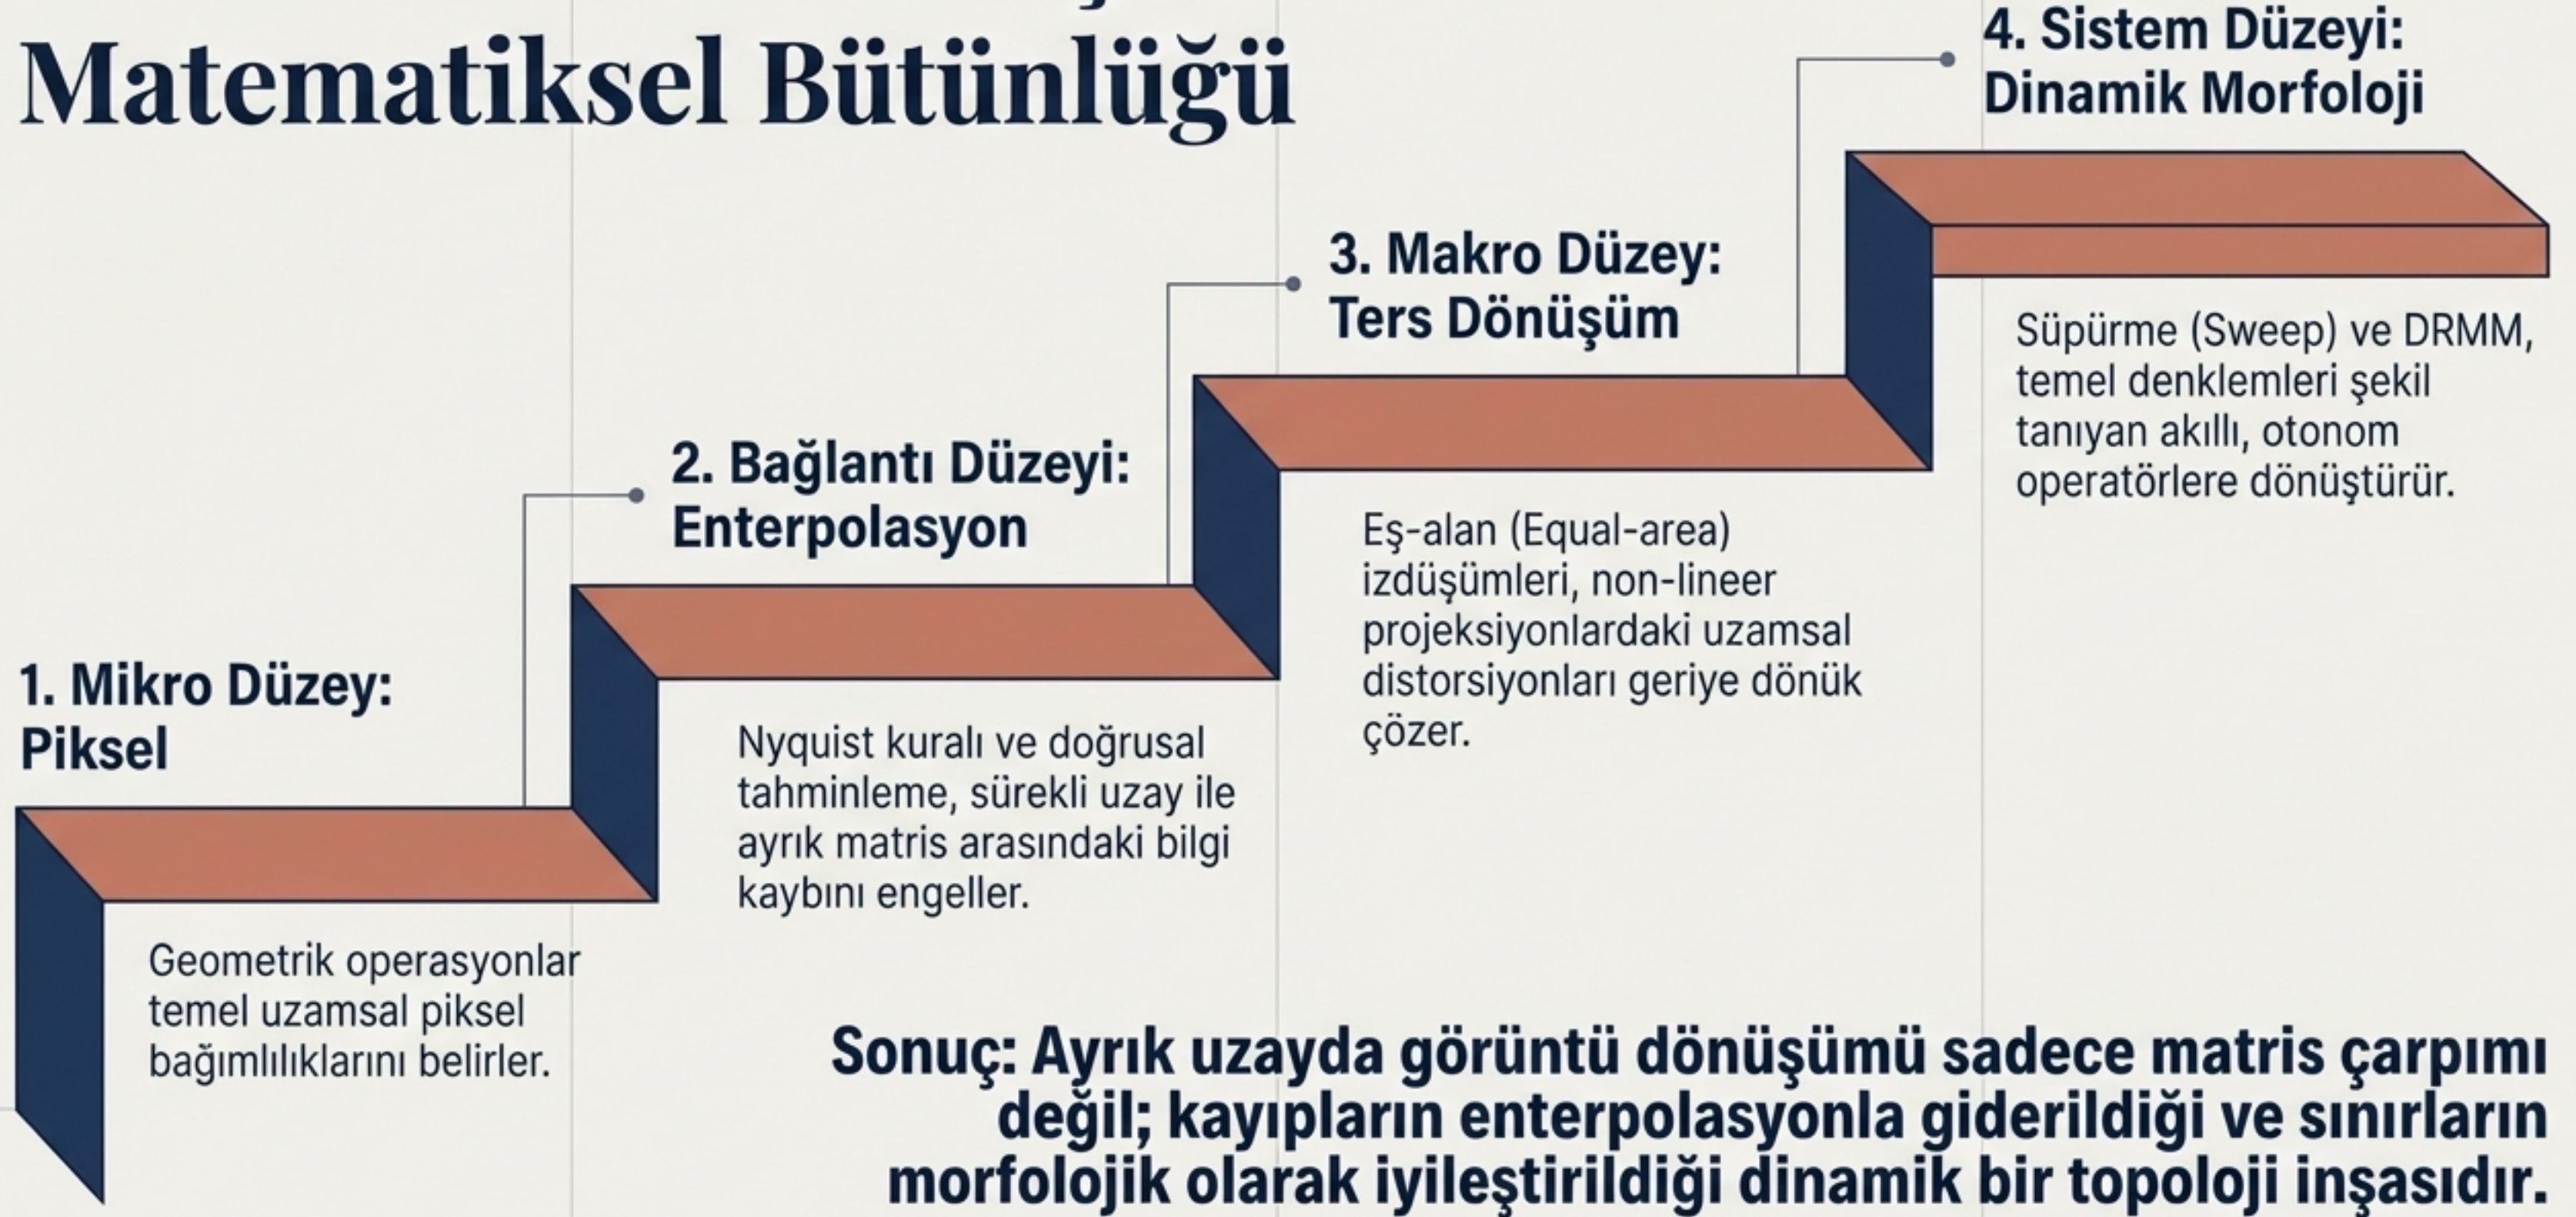 Matematiksel Bütünlüğü
1. Mikro Düzey:
Piksel
Geometrik operasyonlar
temel uzamsal piksel
bağımlılıklarını belirler.
2. Bağlantı Düzeyi:
Enterpolasyon
Nyquist kuralı ve doğrusal
tahminleme, sürekli uzay ile
ayrık matris arasındaki bilgi
kaybını engeller.
3. Makro Düzey:
Ters Dönüşüm
Eş-alan (Equal-area)
izdüşümleri, non-lineer
projeksiyonlardaki uzamsal
distorsiyonları geriye dönük
çözer.
4. Sistem Düzeyi:
Dinamik Morfoloji
Süpürme (Sweep) ve DRMM,
temel denklemleri şekil
tanıyan akıllı, otonom
operatörlere dönüştürür.
Sonuç: Ayrık uzayda görüntü dönüşümü sadece matris çarpımı
değil; kayıpların enterpolasyonla giderildiği ve sınırların
morfolojik olarak iyileştirildiği dinamik bir topoloji inşasıdır.